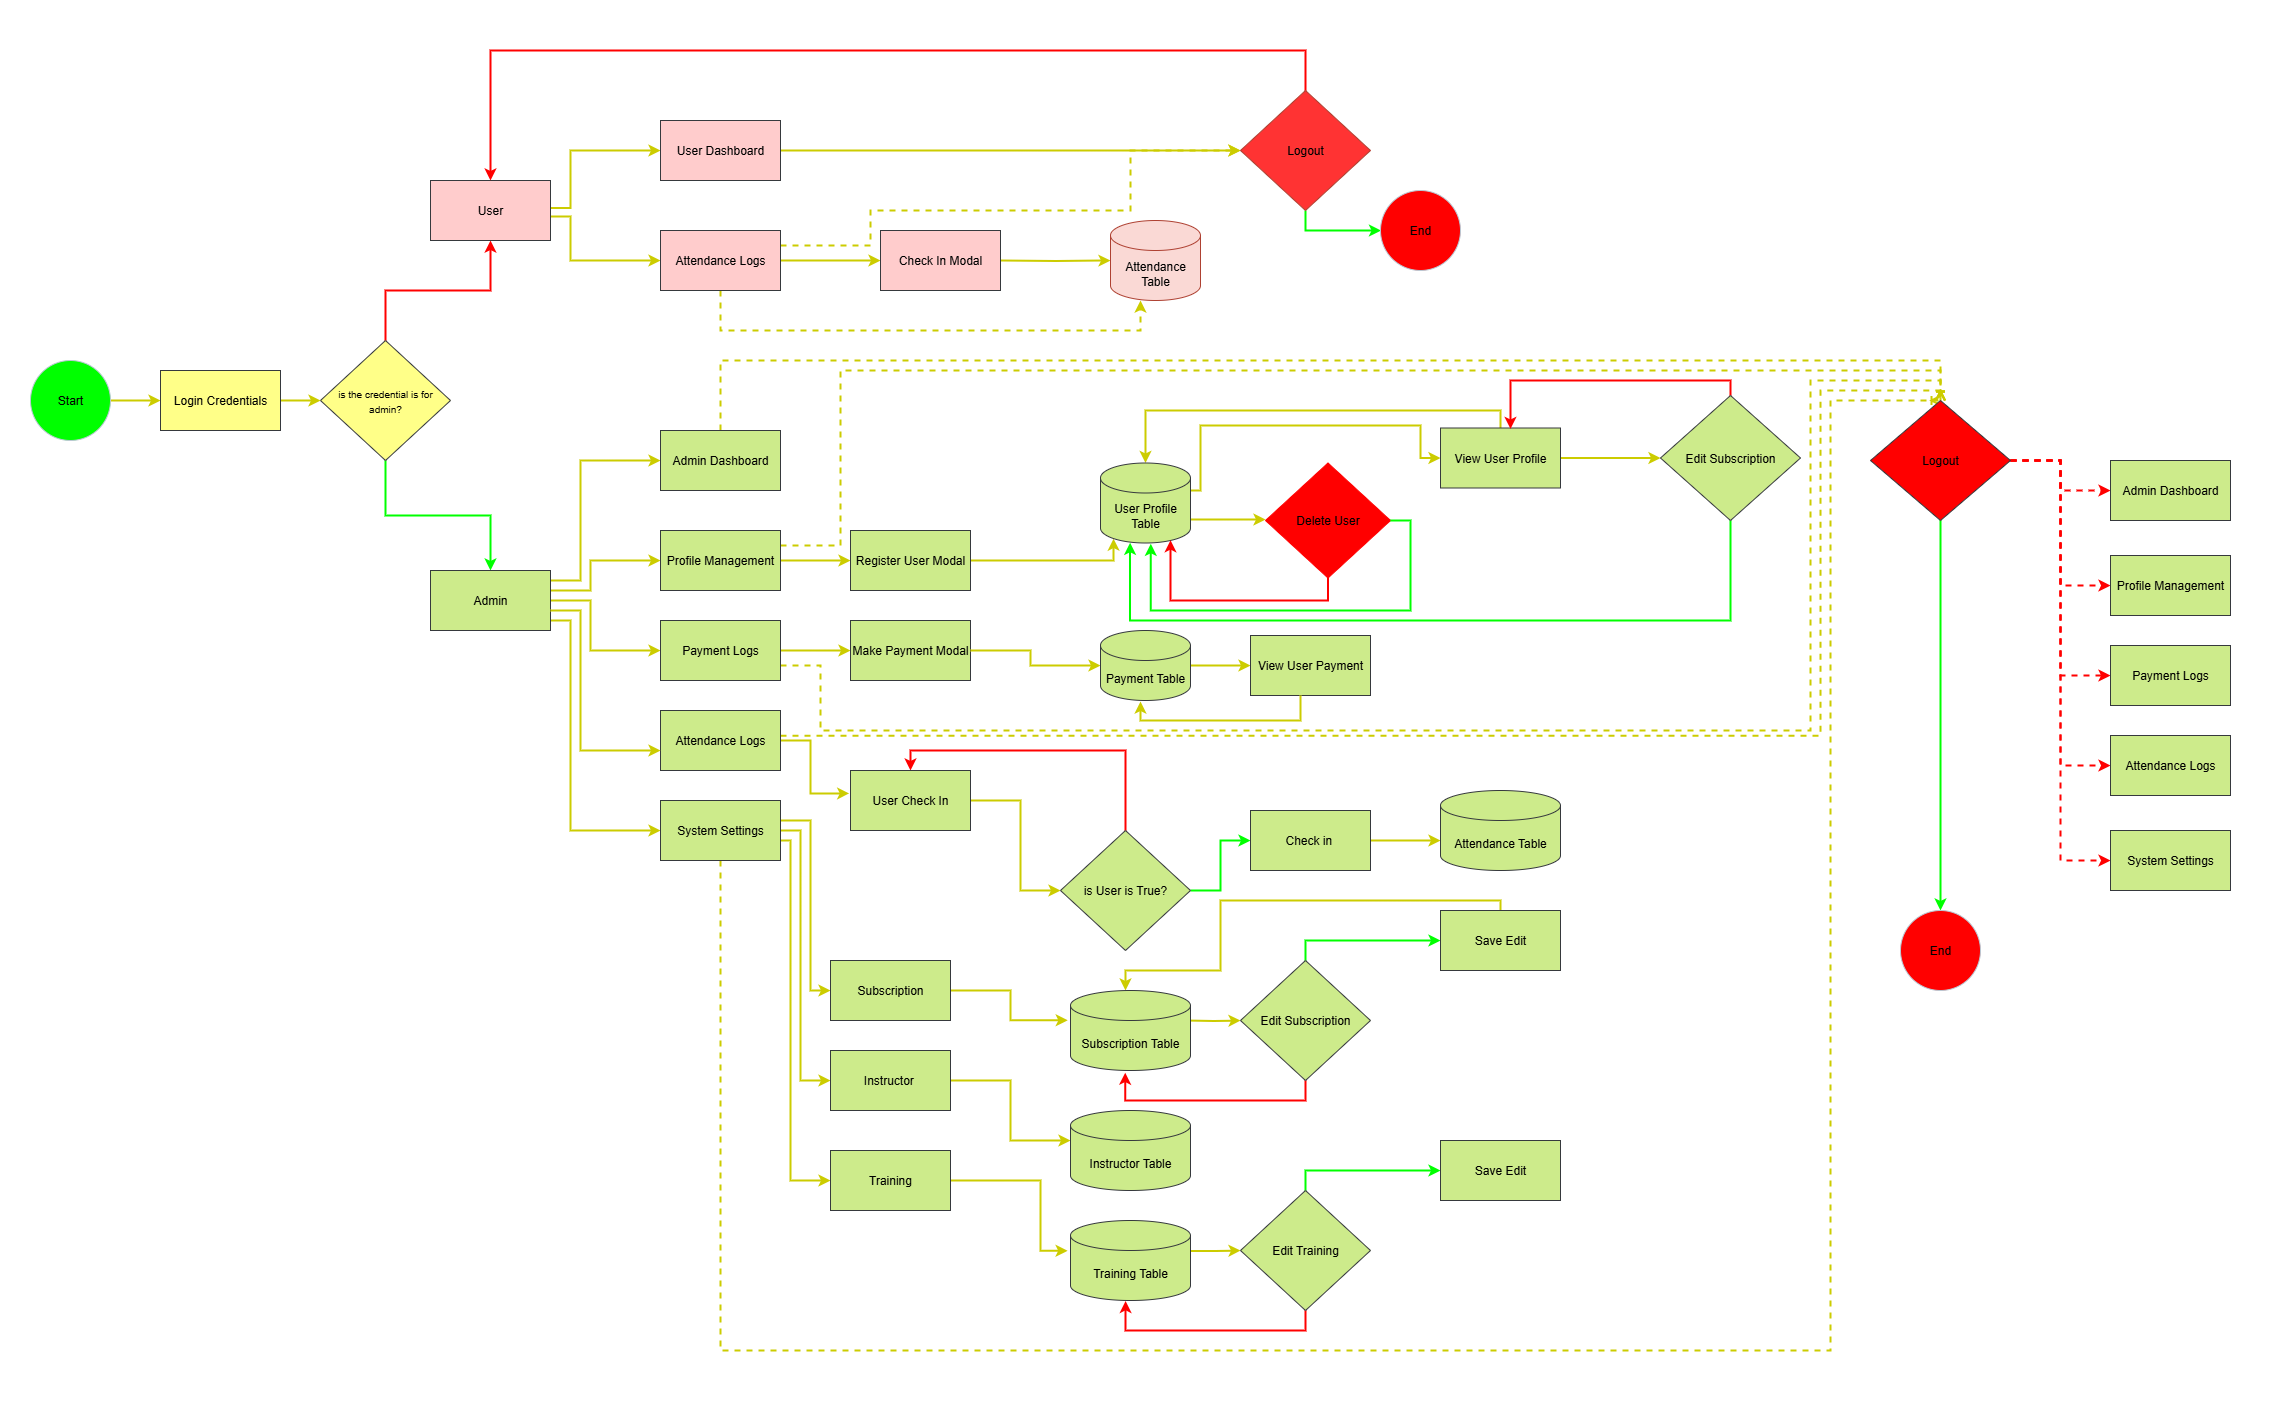 User Dashboard
Logout
User
End
Attendance Logs
Check In Modal
Attendance
Table
Start
Login Credentials
is the credential is for
admin?
Admin Dashboard
View User Profile
Edit Subscription
Logout
Admin Dashboard
User Profile
Table
Delete User
Profile Management
Register User Modal
Profile Management
Admin
Payment Logs
Make Payment Modal
Payment Table
View User Payment
Payment Logs
Attendance Logs
Attendance Logs
User Check In
System Settings
Check in
Attendance Table
System Settings
is User is True?
Save Edit
End
Subscription
Subscription Table
Edit Subscription
Instructor
Instructor Table
Save Edit
Training
Training Table
Edit Training